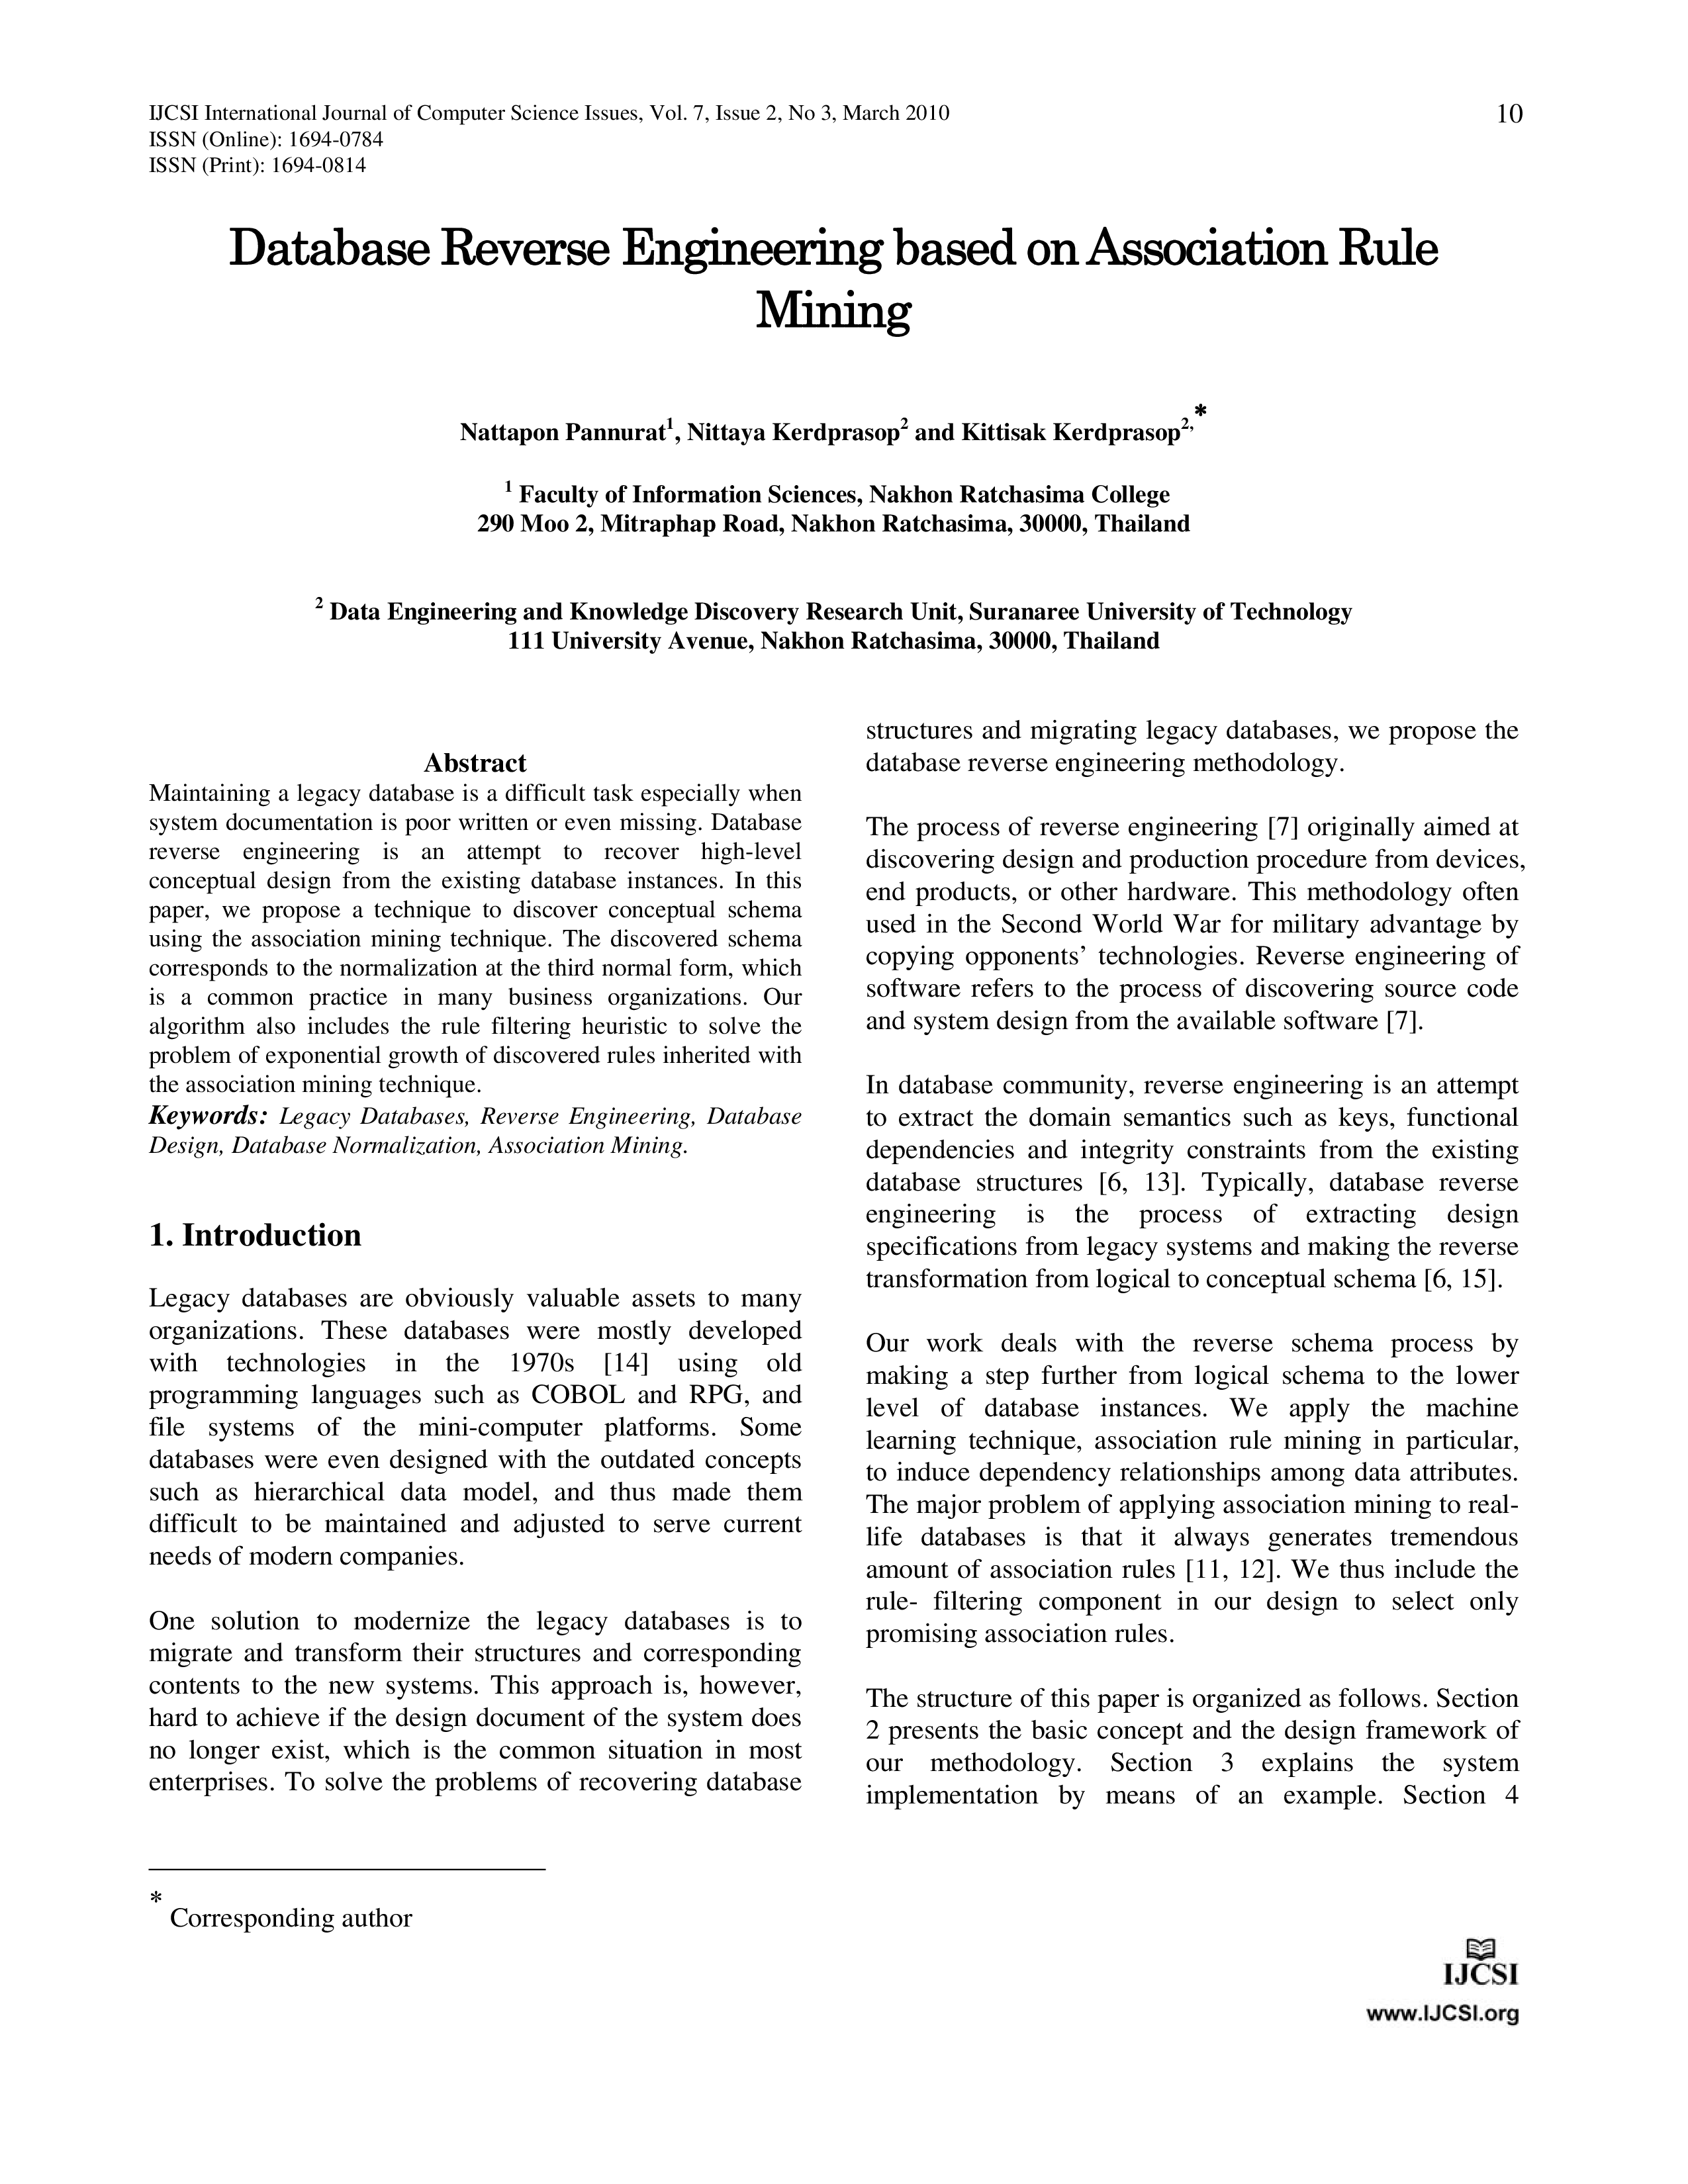 IJCSI International Journal of Computer Science Issues, Vol. 7, Issue 2, No 3, March 2010
10
ISSN (Online): 1694-0784
ISSN (Print): 1694-0814
Database Reverse Engineering based on Association Rule
Mining
Nattapon Pannurat1, Nittaya Kerdprasop2 and Kittisak Kerdprasop2,*
1 Faculty of Information Sciences, Nakhon Ratchasima College
290 Moo 2, Mitraphap Road, Nakhon Ratchasima, 30000, Thailand
2 Data Engineering and Knowledge Discovery Research Unit, Suranaree University of Technology
111 University Avenue, Nakhon Ratchasima, 30000, Thailand
Abstract
Maintaining a legacy database is a difficult task especially when
system documentation is poor written or even missing. Database
reverse engineering is an attempt to recover high-level
conceptual design from the existing database instances. In this
paper, we propose a technique to discover conceptual schema
using the association mining technique. The discovered schema
corresponds to the normalization at the third normal form, which
is a common practice in many business organizations. Our
algorithm also includes the rule filtering heuristic to solve the
problem of exponential growth of discovered rules inherited with
the association mining technique.
Keywords: Legacy Databases, Reverse Engineering, Database
Design, Database Normalization, Association Mining.
1. Introduction
Legacy databases are obviously valuable assets to many
organizations. These databases were mostly developed
with technologies in the 1970s [14] using old
programming languages such as COBOL and RPG, and
file systems of the mini-computer platforms. Some
databases were even designed with the outdated concepts
such as hierarchical data model, and thus made them
difficult to be maintained and adjusted to serve current
needs of modern companies.
One solution to modernize the legacy databases is to
migrate and transform their structures and corresponding
contents to the new systems. This approach is, however,
hard to achieve if the design document of the system does
no longer exist, which is the common situation in most
enterprises. To solve the problems of recovering database
structures and migrating legacy databases, we propose the
database reverse engineering methodology.
The process of reverse engineering [7] originally aimed at
discovering design and production procedure from devices,
end products, or other hardware. This methodology often
used in the Second World War for military advantage by
copying opponents’ technologies. Reverse engineering of
software refers to the process of discovering source code
and system design from the available software [7].
In database community, reverse engineering is an attempt
to extract the domain semantics such as keys, functional
dependencies and integrity constraints from the existing
database structures [6, 13]. Typically, database reverse
engineering is the process of extracting design
specifications from legacy systems and making the reverse
transformation from logical to conceptual schema [6, 15].
Our work deals with the reverse schema process by
making a step further from logical schema to the lower
level of database instances. We apply the machine
learning technique, association rule mining in particular,
to induce dependency relationships among data attributes.
The major problem of applying association mining to real-
life databases is that it always generates tremendous
amount of association rules [11, 12]. We thus include the
rule- filtering component in our design to select only
promising association rules.
The structure of this paper is organized as follows. Section
2 presents the basic concept and the design framework of
our methodology. Section 3 explains the system
implementation by means of an example. Section 4
* Corresponding author
IJCSI
www.IJCSI.org